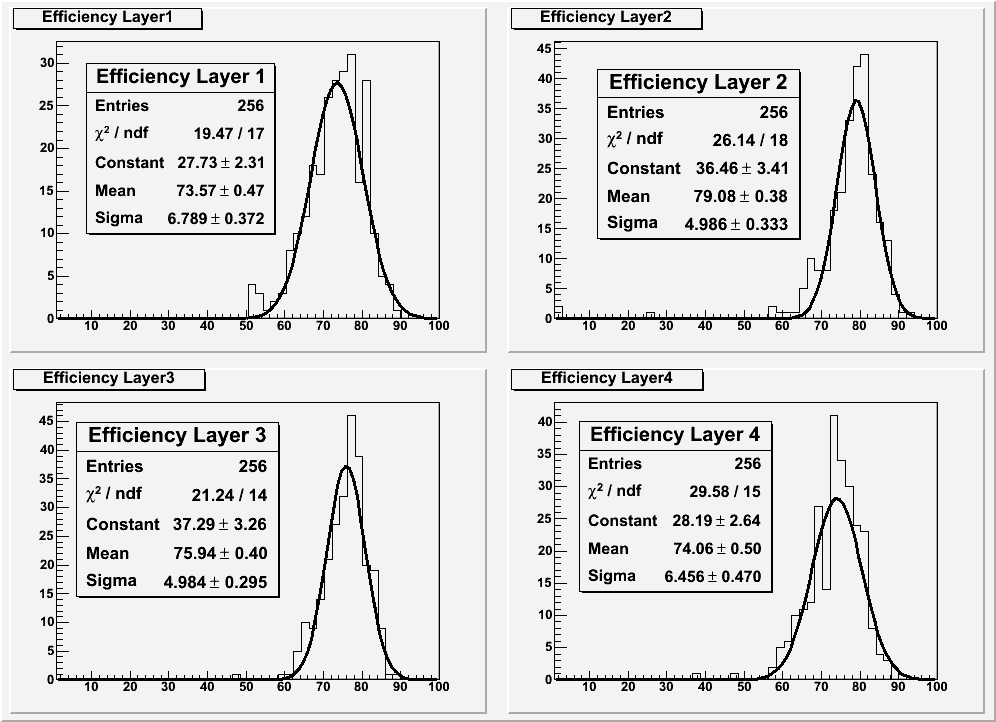 Efficiency Layer1
30
25
20
15
10
5
0
Efficiency Layer 1
Entries 256
χ² / ndf 19.47 / 17
Constant 27.73 ± 2.31
Mean 73.57 ± 0.47
Sigma 6.789 ± 0.372
10 20 30 40 50 60 70 80 90 100
Efficiency Layer2
45
40
35
30
25
20
15
10
5
0
Efficiency Layer 2
Entries 256
χ² / ndf 26.14 / 18
Constant 36.46 ± 3.41
Mean 79.08 ± 0.38
Sigma 4.986 ± 0.333
10 20 30 40 50 60 70 80 90 100
Efficiency Layer3
45
40
35
30
25
20
15
10
5
0
Efficiency Layer 3
Entries 256
χ² / ndf 21.24 / 14
Constant 37.29 ± 3.26
Mean 75.94 ± 0.40
Sigma 4.984 ± 0.295
10 20 30 40 50 60 70 80 90 100
Efficiency Layer4
40
35
30
25
20
15
10
5
0
Efficiency Layer 4
Entries 256
χ² / ndf 29.58 / 15
Constant 28.19 ± 2.64
Mean 74.06 ± 0.50
Sigma 6.456 ± 0.470
10 20 30 40 50 60 70 80 90 100